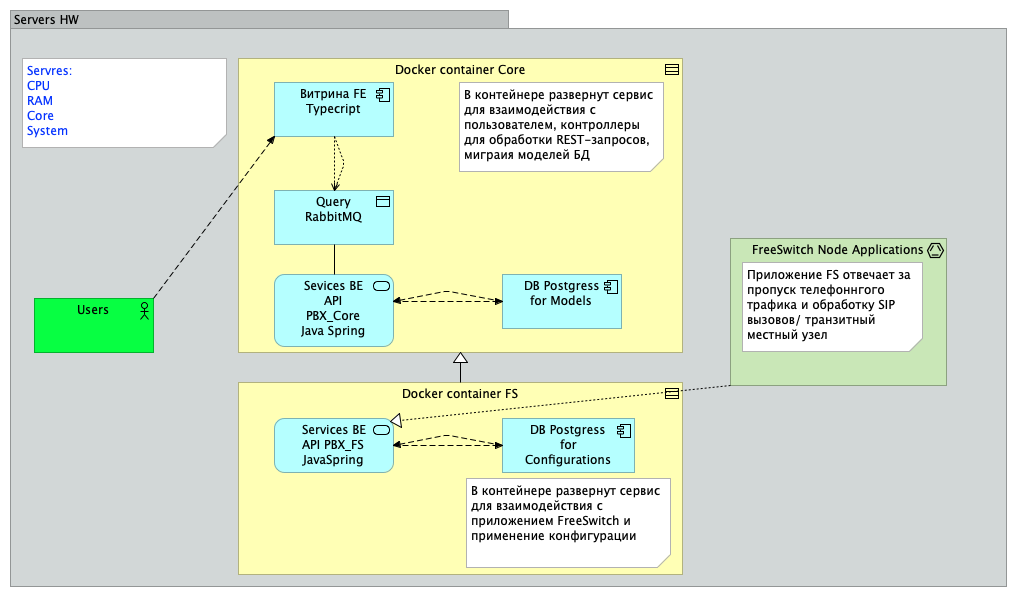 Servers HW
Servres:
CPU
RAM
Core
System
Docker container Core
Витрина FE
Typecript
В контейнере развернут сервис
для взаимодействия с
пользователем, контроллеры
для обработки REST-запросов,
миграия моделей БД
Query
RabbitMQ
Sevices BE
API
PBX_Core
Java Spring
DB Postgress
for Models
Users
FreeSwitch Node Applications
Приложение FS отвечает за
пропуск телефоннго
трафика и обработку SIP
вызовов/ транзитный
местный узел
Docker container FS
Services BE
API PBX_FS
JavaSpring
DB Postgress
for
Configurations
В контейнере развернут сервис
для взаимодействия с
приложением FreeSwitch и
применение конфигурации